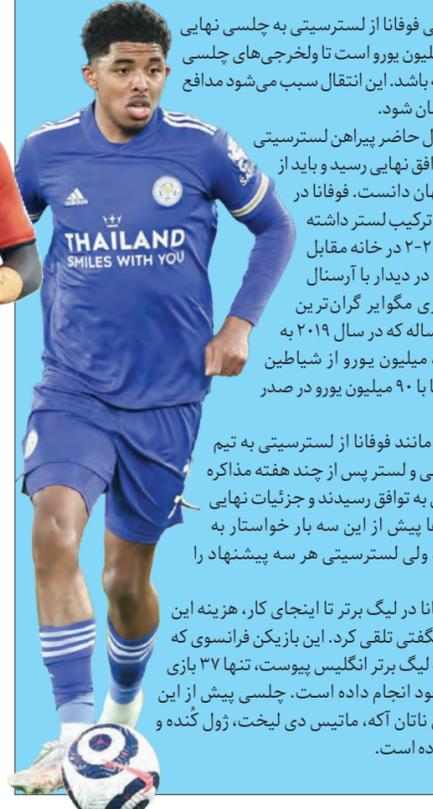 ی فوفانا از لسترسیتی به چلسی نهایی
لیون یورو است تا ولخرجی‌های چلسی
باشد. این انتقال سبب می‌شود مدافع
ان شود.
ل حاضر پیراهن لسترسیتی
افق نهایی رسید و باید از
هان دانست. فوفانا در
ترکیب لستر داشته
۲-۲ در خانه مقابل
در دیدار با آرسنال
ری مگوایر گران‌ترین
ساله که در سال ۲۰۱۹ به
میلیون یورو از شیاطین
ا با ۹۰ میلیون یورو در صدر
مانند فوفانا از لسترسیتی به تیم
ی و لستر پس از چند هفته مذاکره
ی به توافق رسیدند و جزئیات نهایی
ها پیش از این سه بار خواستار به
ولی لسترسیتی هر سه پیشنهاد را
انا در لیگ برتر تا اینجای کار، هزینه این
گفتی تلقی کرد. این بازیکن فرانسوی که
لیگ برتر انگلیس پیوست، تنها ۳۷ بازی
ود انجام داده است. چلسی پیش از این
ناتان آکه، ماتیس دی لیخت، ژول کُنده و
ده است.
adidas
THAILAND
SMILES WITH YOU